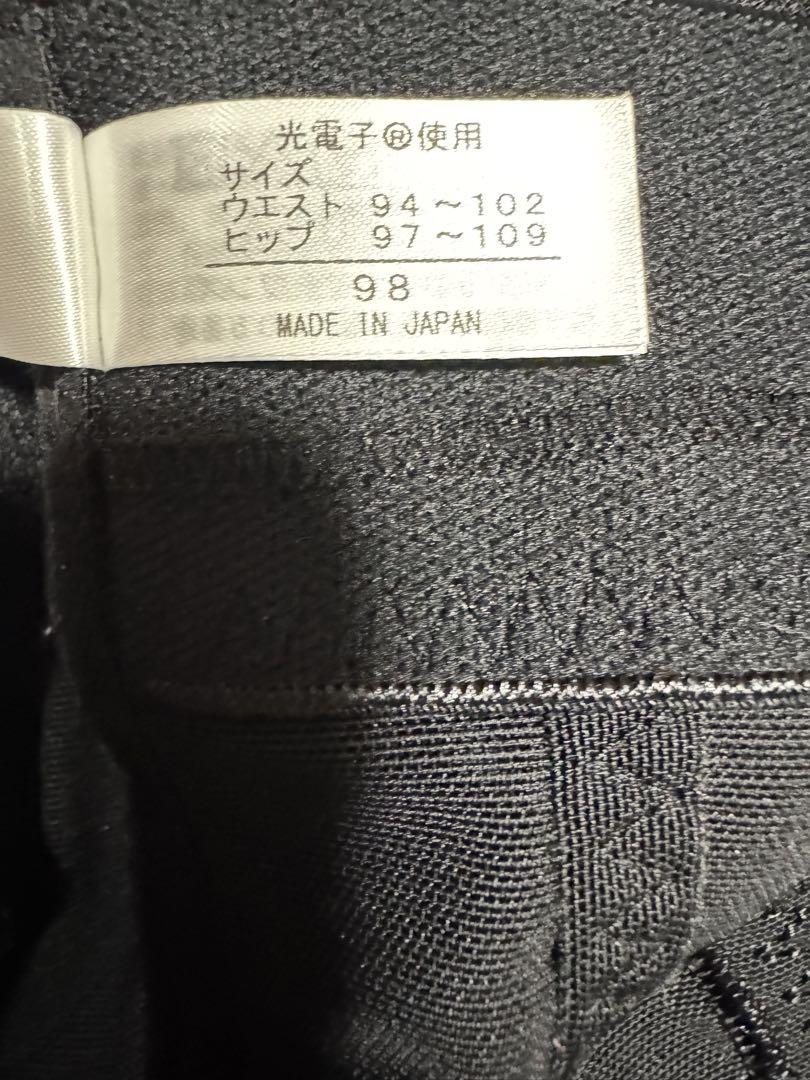 光電子®使用
サイズ
ウエスト 94～102
ヒップ 97～109
98
MADE IN JAPAN